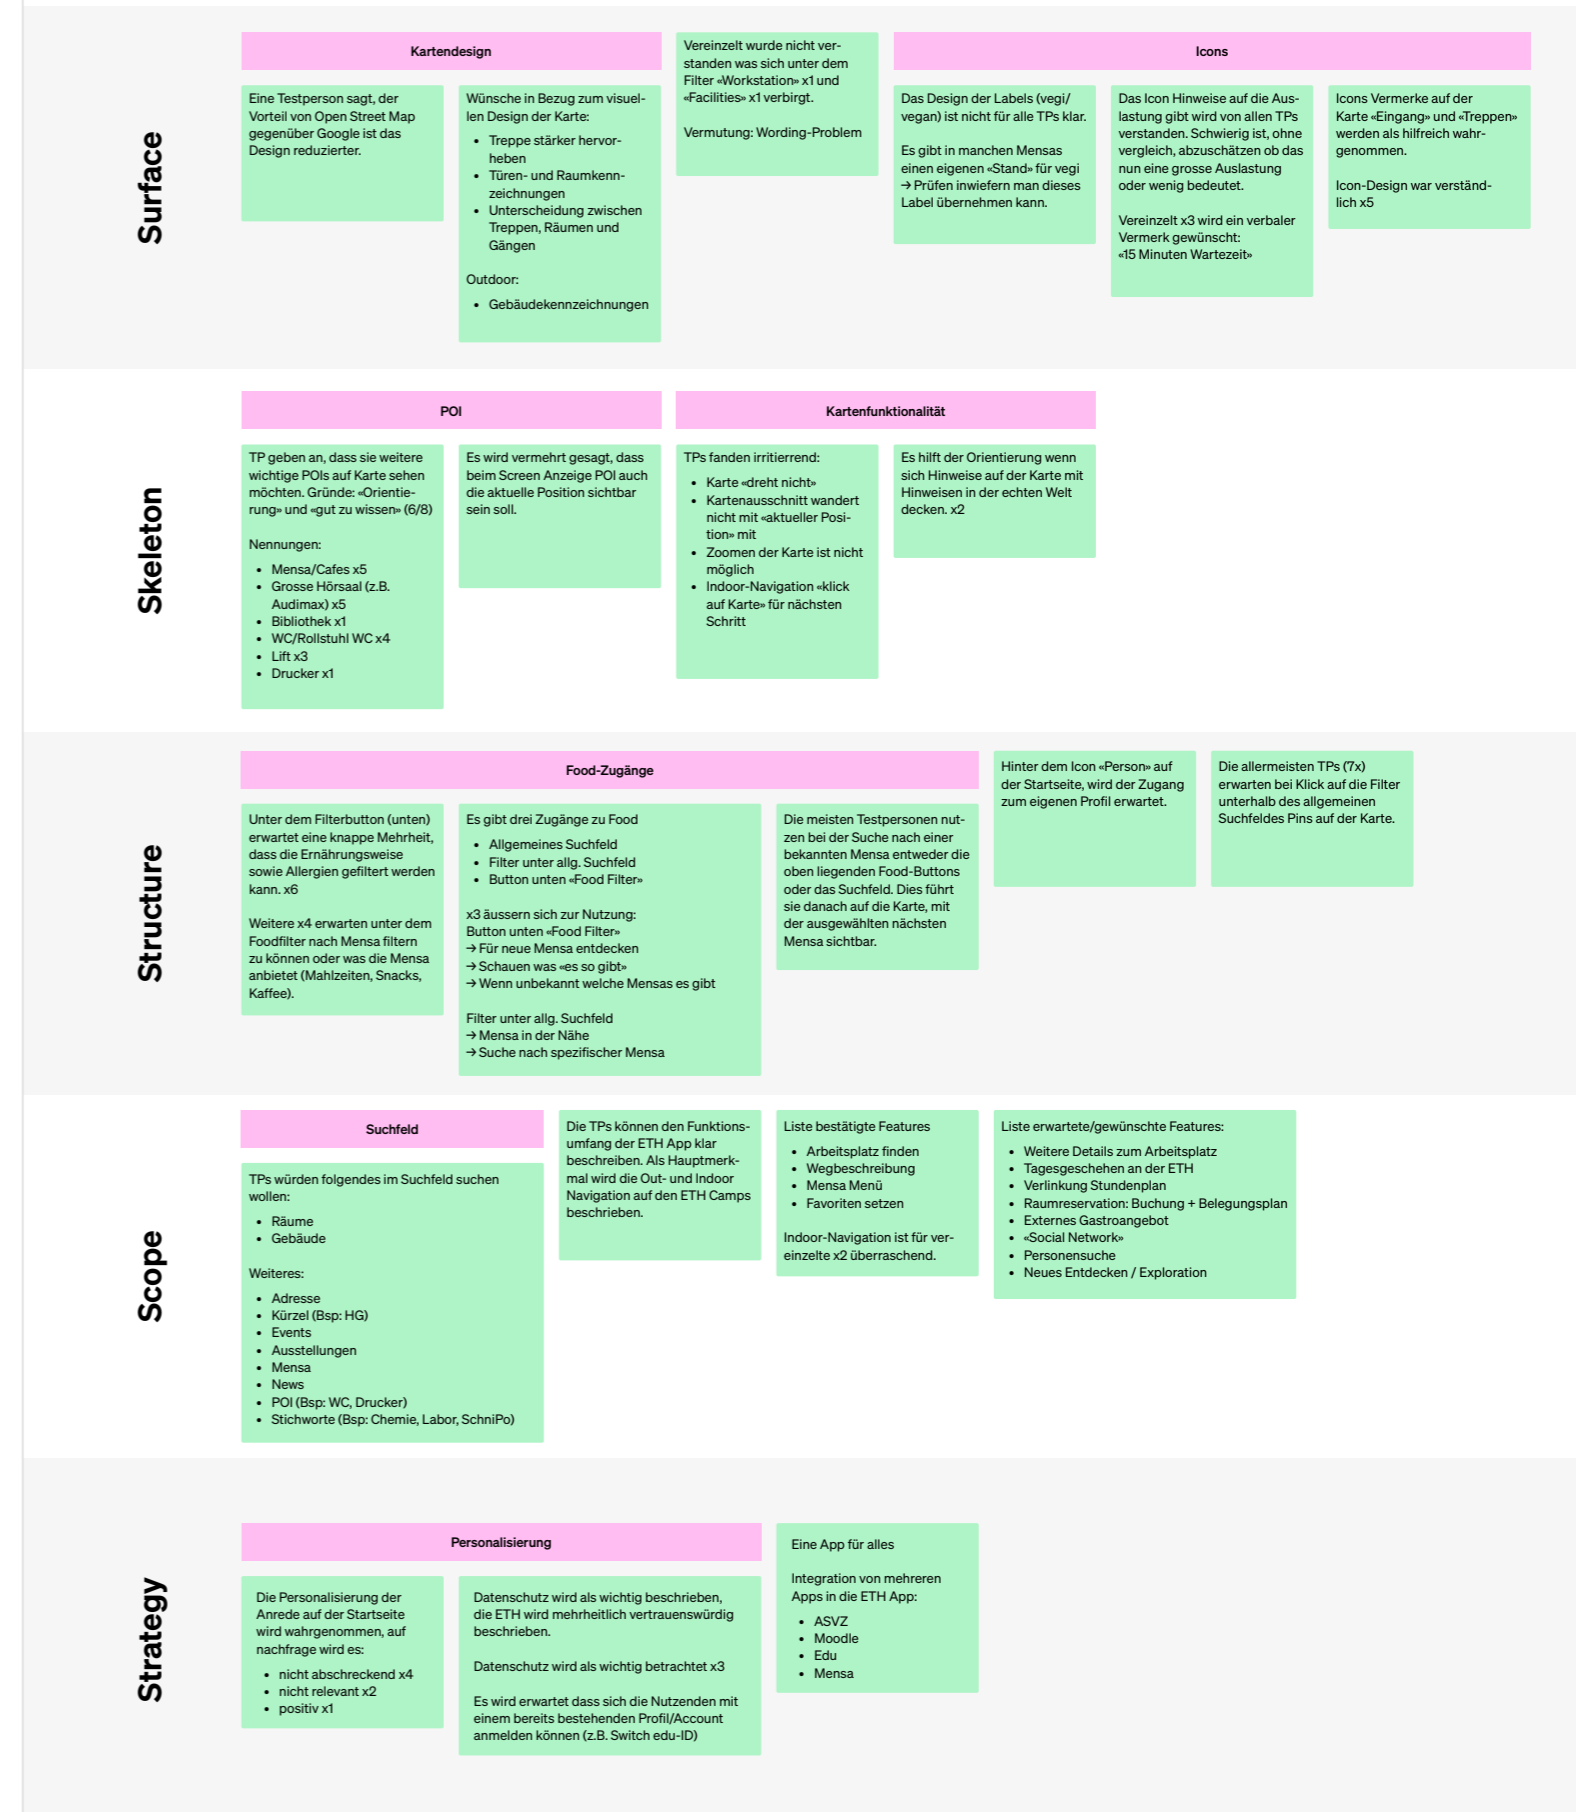 Surface
Kartendesign
Eine Testperson sagt, der
Vorteil von Open Street Map
gegenüber Google ist das
Design reduzierter.
Wünsche in Bezug zum visuel-
len Design der Karte:
• Treppe stärker hervor-
heben
• Türen- und Raumkenn-
zeichnungen
• Unterscheidung zwischen
Treppen, Räumen und
Gängen
Outdoor:
• Gebäudekennzeichnungen
Vereinzelt wurde nicht ver-
standen was sich unter dem
Filter «Workstation» x1 und
«Facilities» x1 verbirgt.
Vermutung: Wording-Problem
Icons
Das Design der Labels (vegi/
vegan) ist nicht für alle TPs klar.
Es gibt in manchen Mensas
einen eigenen «Stand» für vegi
→ Prüfen inwiefern man dieses
Label übernehmen kann.
Das Icon Hinweise auf die Aus-
lastung gibt wird von allen TPs
verstanden. Schwierig ist, ohne
vergleich, abzuschätzen ob das
nun eine grosse Auslastung
oder wenig bedeutet.
Vereinzelt x3 wird ein verbaler
Vermerk gewünscht:
«15 Minuten Wartezeit»
Icons Vermerke auf der
Karte «Eingang» und «Treppen»
werden als hilfreich wahr-
genommen.
Icon-Design war verständ-
lich x5
Skeleton
POI
TP geben an, dass sie weitere
wichtige POIs auf Karte sehen
möchten. Gründe: «Orientie-
rung» und «gut zu wissen» (6/8)
Nennungen:
• Mensa/Cafes x5
• Grosse Hörsaal (z.B.
Audimax) x5
• Bibliothek x1
• WC/Rollstuhl WC x4
• Lift x3
• Drucker x1
Es wird vermehrt gesagt, dass
beim Screen Anzeige POI auch
die aktuelle Position sichtbar
sein soll.
Kartenfunktionalität
TPs fanden irritierrend:
• Karte «dreht nicht»
• Kartenausschnitt wandert
nicht mit «aktueller Posi-
tion» mit
• Zoomen der Karte ist nicht
möglich
• Indoor-Navigation «klick
auf Karte» für nächsten
Schritt
Es hilft der Orientierung wenn
sich Hinweise auf der Karte mit
Hinweisen in der echten Welt
decken. x2
Structure
Food-Zugänge
Unter dem Filterbutton (unten)
erwartet eine knappe Mehrheit,
dass die Ernährungsweise
sowie Allergien gefiltert werden
kann. x6
Weitere x4 erwarten unter dem
Foodfilter nach Mensa filtern
zu können oder was die Mensa
anbietet (Mahlzeiten, Snacks,
Kaffee).
Es gibt drei Zugänge zu Food
• Allgemeines Suchfeld
• Filter unter allg. Suchfeld
• Button unten «Food Filter»
x3 äussern sich zur Nutzung:
Button unten «Food Filter»
→ Für neue Mensa entdecken
→ Schauen was «es so gibt»
→ Wenn unbekannt welche Mensas es gibt
Filter unter allg. Suchfeld
→ Mensa in der Nähe
→ Suche nach spezifischer Mensa
Die meisten Testpersonen nut-
zen bei der Suche nach einer
bekannten Mensa entweder die
oben liegenden Food-Buttons
oder das Suchfeld. Dies führt
sie danach auf die Karte, mit
der ausgewählten nächsten
Mensa sichtbar.
Hinter dem Icon «Person» auf
der Startseite, wird der Zugang
zum eigenen Profil erwartet.
Die allermeisten TPs (7x)
erwarten bei Klick auf die Filter
unterhalb des allgemeinen
Suchfeldes Pins auf der Karte.
Scope
Suchfeld
TPs würden folgendes im Suchfeld suchen
wollen:
• Räume
• Gebäude
Weiteres:
• Adresse
• Kürzel (Bsp: HG)
• Events
• Ausstellungen
• Mensa
• News
• POI (Bsp: WC, Drucker)
• Stichworte (Bsp: Chemie, Labor, SchniPo)
Die TPs können den Funktions-
umfang der ETH App klar
beschreiben. Als Hauptmerk-
mal wird die Out- und Indoor
Navigation auf den ETH Camps
beschrieben.
Liste bestätigte Features
• Arbeitsplatz finden
• Wegbeschreibung
• Mensa Menü
• Favoriten setzen
Indoor-Navigation ist für ver-
einzelte x2 überraschend.
Liste erwartete/gewünschte Features:
• Weitere Details zum Arbeitsplatz
• Tagesgeschehen an der ETH
• Verlinkung Stundenplan
• Raumreservation: Buchung + Belegungsplan
• Externes Gastroangebot
• «Social Network»
• Personensuche
• Neues Entdecken / Exploration
Strategy
Personalisierung
Die Personalisierung der
Anrede auf der Startseite
wird wahrgenommen, auf
nachfrage wird es:
• nicht abschreckend x4
• nicht relevant x2
• positiv x1
Datenschutz wird als wichtig beschrieben,
die ETH wird mehrheitlich vertrauenswürdig
beschrieben.
Datenschutz wird als wichtig betrachtet x3
Es wird erwartet dass sich die Nutzenden mit
einem bereits bestehenden Profil/Account
anmelden können (z.B. Switch edu-ID)
Eine App für alles
Integration von mehreren
Apps in die ETH App:
• ASVZ
• Moodle
• Edu
• Mensa